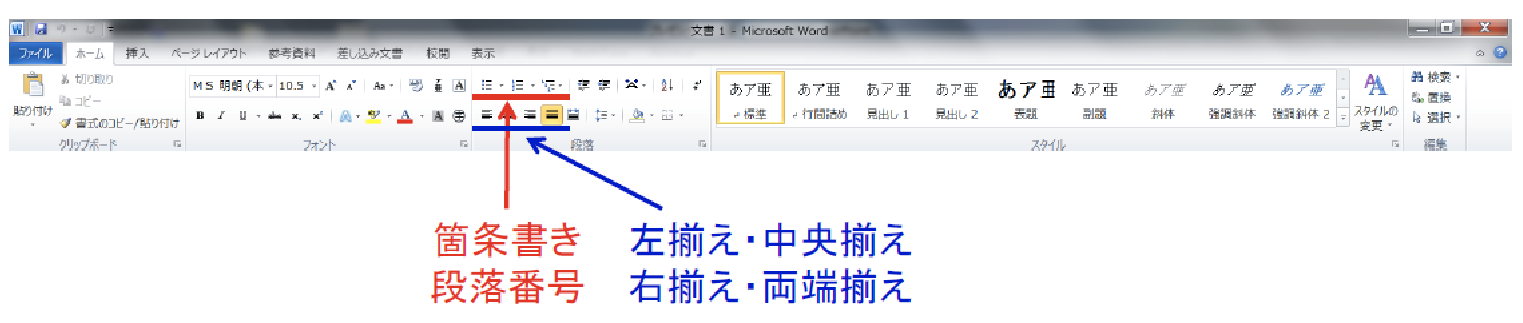 文書 1 - Microsoft Word
ファイル ホーム 挿入 ページ レイアウト 参考資料 差し込み文書 校閲 表示
貼り付け
切り取り
コピー
書式のコピー/貼り付け
クリップボード
MS 明朝 (本 10.5 A A Aa A
B I U abc x, x² A A A
フォント
段落
あア亜 あア亜 あア亜 あア亜 あア亜 あア亜 あア亜 あア亜 あア亜
標準 行間詰め 見出し 1 見出し 2 表題 副題 斜体 強調斜体 強調斜体 2
スタイル
スタイルの
変更
検索
置換
選択
編集
箇条書き
段落番号
左揃え・中央揃え
右揃え・両端揃え